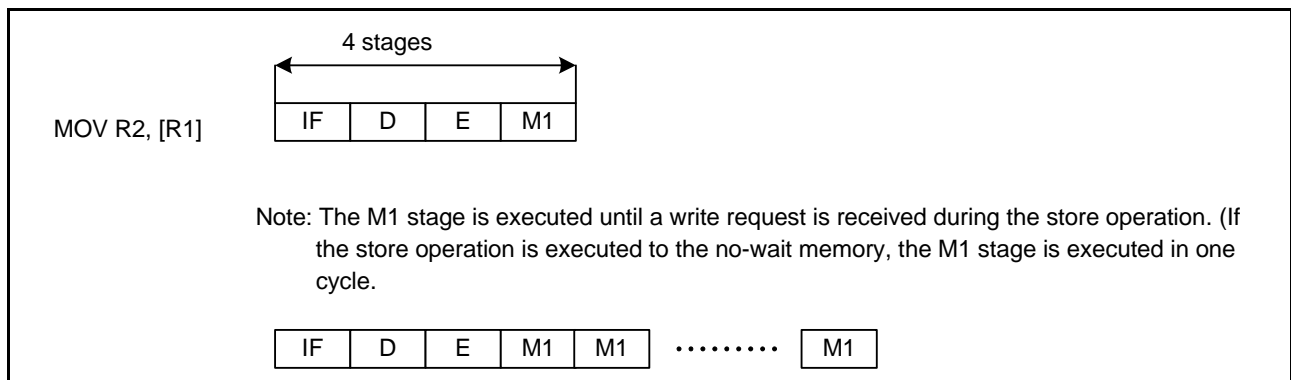 4 stages
MOV R2, [R1]
IF D E M1
Note: The M1 stage is executed until a write request is received during the store operation. (If
the store operation is executed to the no-wait memory, the M1 stage is executed in one
cycle.
IF D E M1 M1 ········· M1